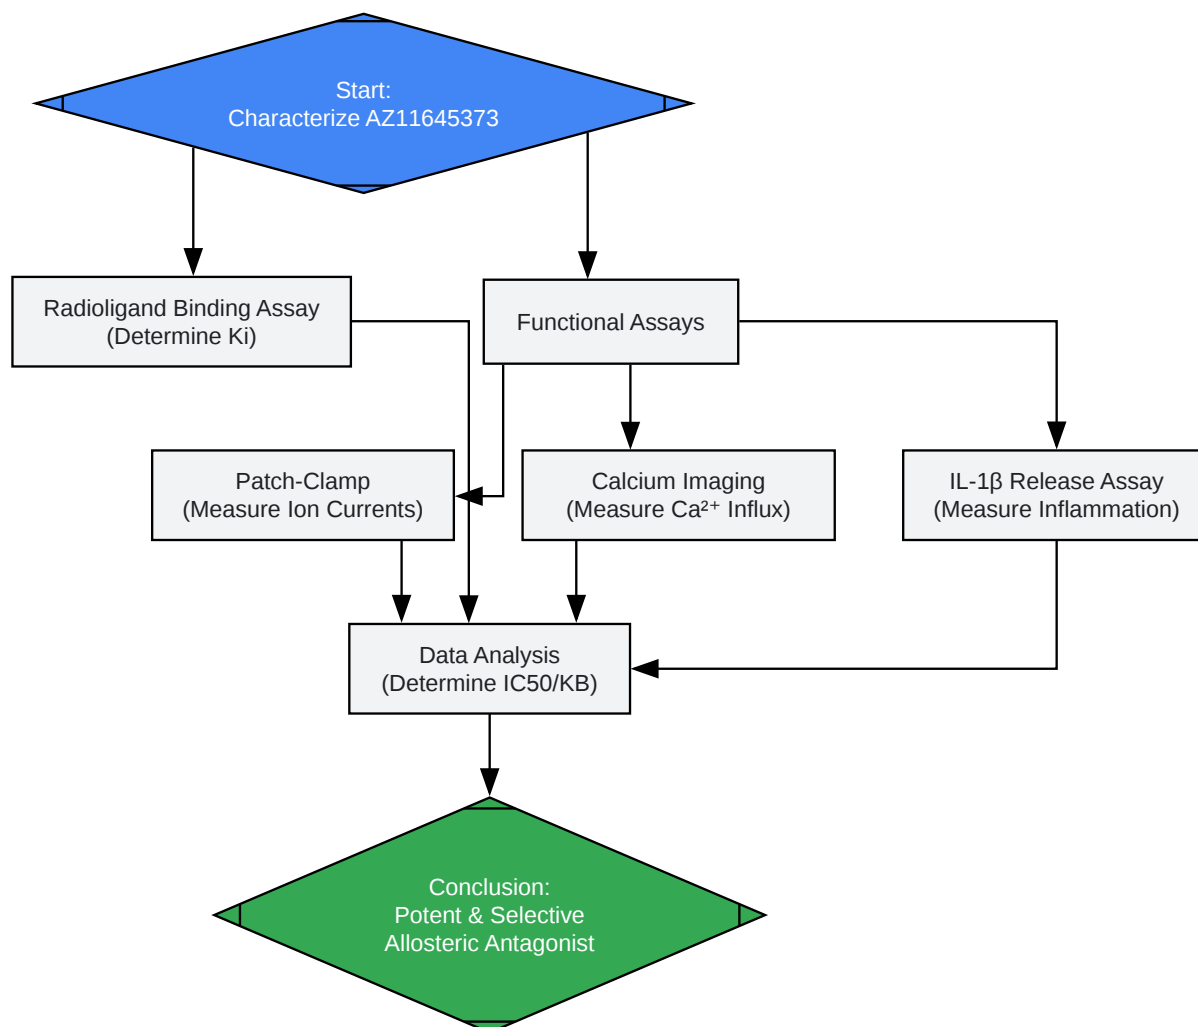 Start:
Characterize AZ11645373
Radioligand Binding Assay
(Determine Ki)
Functional Assays
Patch-Clamp
(Measure Ion Currents)
Calcium Imaging
(Measure Ca²⁺ Influx)
IL-1β Release Assay
(Measure Inflammation)
Data Analysis
(Determine IC50/KB)
Conclusion:
Potent & Selective
Allosteric Antagonist